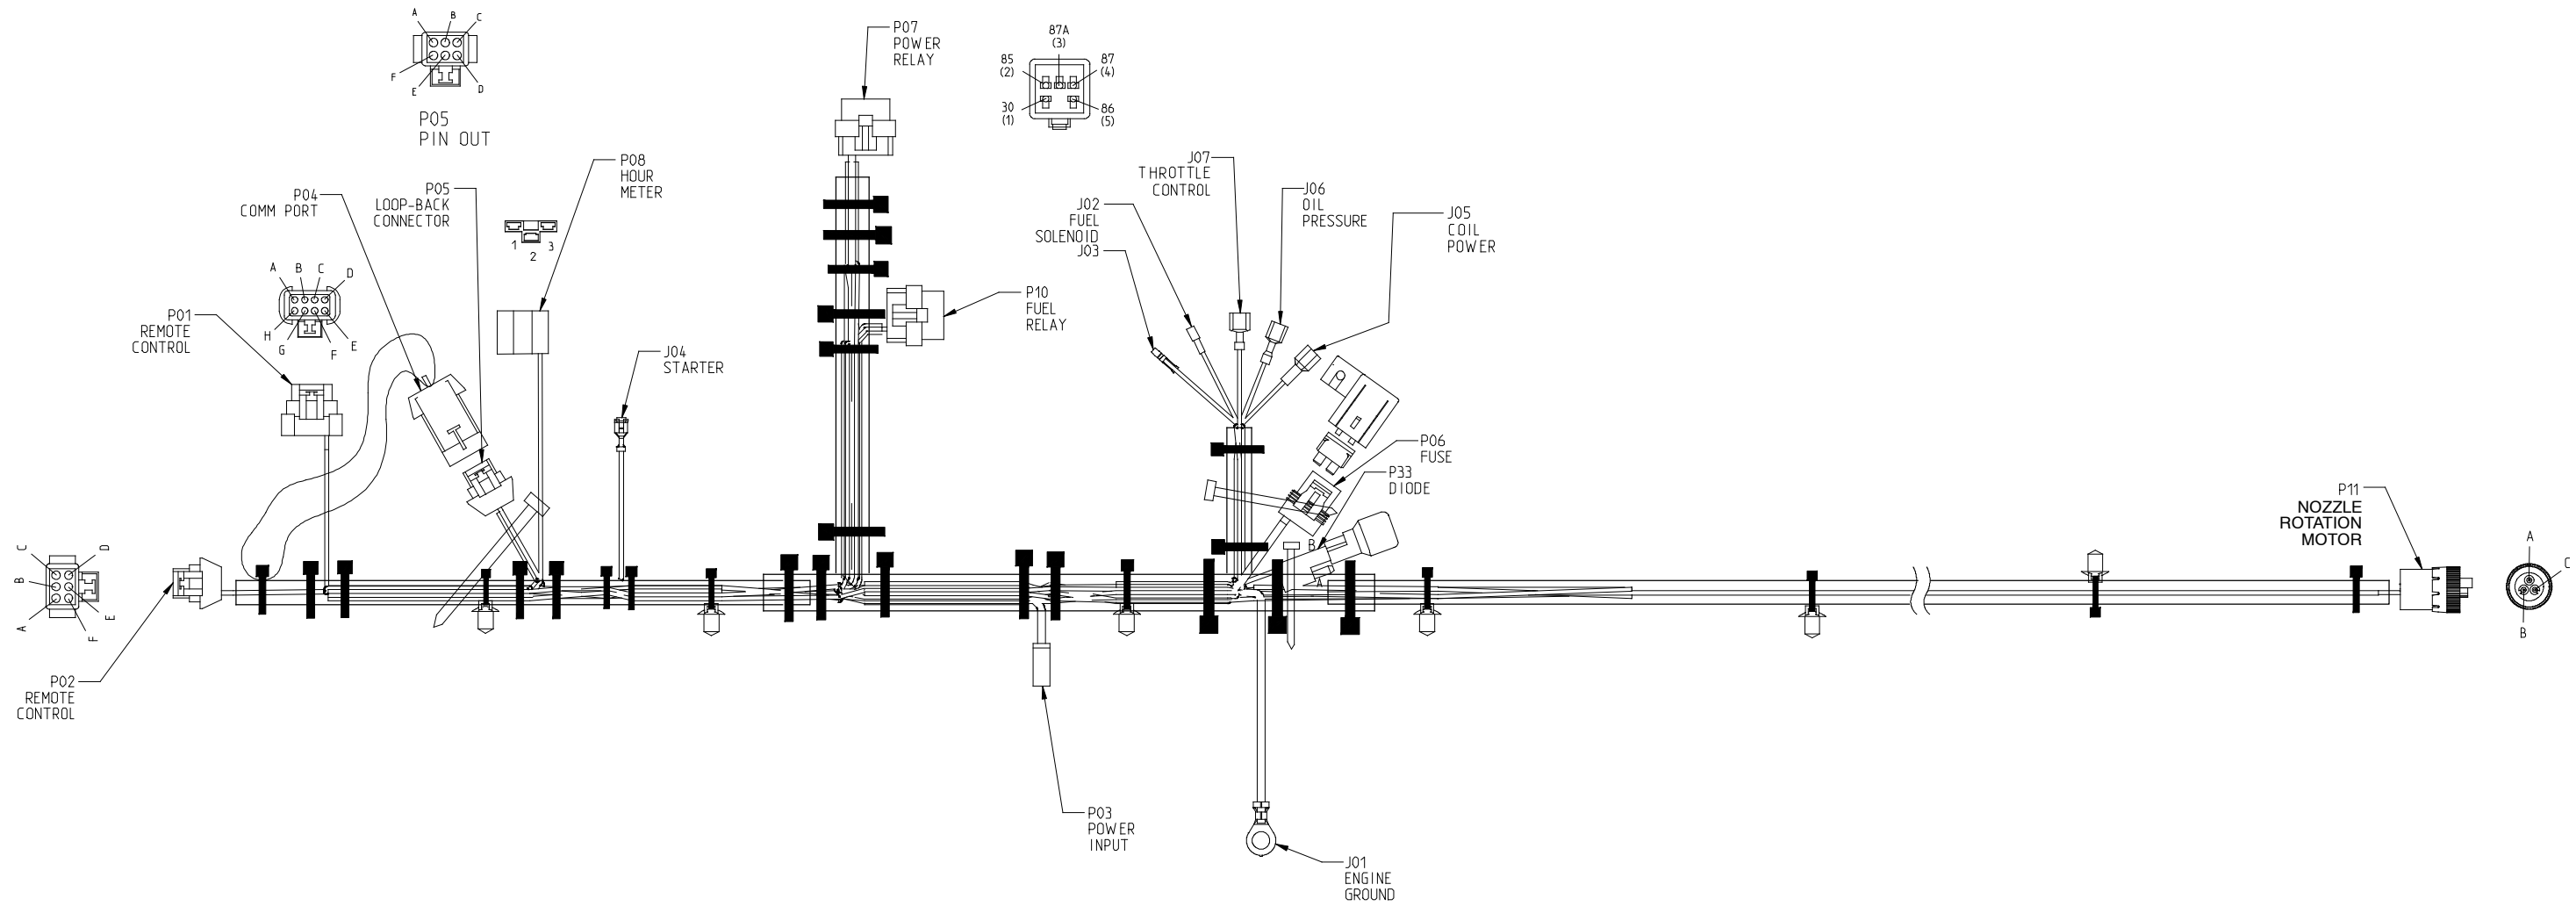 A B C
F
E
D
P05
PIN OUT
P07
POWER
RELAY
87A
(3)
85
(2)
87
(4)
30
(1)
86
(5)
P08
HOUR
METER
P04
COMM PORT
P05
LOOP-BACK
CONNECTOR
1 3
2
J07
THROTTLE
CONTROL
J06
OIL
PRESSURE
J02
FUEL
SOLENOID
J03
J05
COIL
POWER
A B C D
H G F E
P01
REMOTE
CONTROL
P10
FUEL
RELAY
J04
STARTER
P06
FUSE
P33
DIODE
B
A
P11
NOZZLE
ROTATION
MOTOR
A
C
B
C D
B
A F E
P02
REMOTE
CONTROL
P03
POWER
INPUT
J01
ENGINE
GROUND